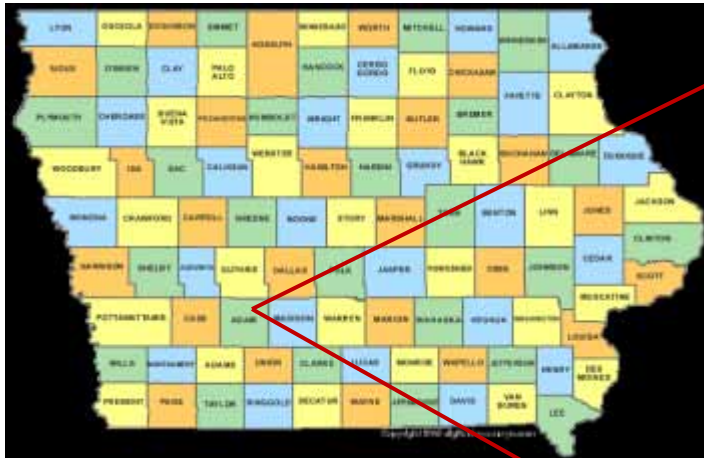 LYON OSCEOLA DICKINSON EMMET WINNEBAGO WORTH MITCHELL HOWARD WINNESHIEK ALLAMAKEE
KOSSUTH
SIOUX O'BRIEN CLAY PALO ALTO HANCOCK CERRO GORDO FLOYD CHICKASAW
FAYETTE CLAYTON
PLYMOUTH CHEROKEE BUENA VISTA POCAHONTAS HUMBOLDT WRIGHT FRANKLIN BUTLER BREMER
WOODBURY IDA SAC CALHOUN WEBSTER HAMILTON HARDIN GRUNDY BLACK HAWK BUCHANAN DELAWARE DUBUQUE
MONONA CRAWFORD CARROLL GREENE BOONE STORY MARSHALL TAMA BENTON LINN JONES JACKSON
CLINTON
HARRISON SHELBY AUDUBON GUTHRIE DALLAS POLK JASPER POWESHIEK IOWA JOHNSON CEDAR SCOTT
MUSCATINE
POTTAWATTAMIE CASS ADAIR MADISON WARREN MARION MAHASKA KEOKUK WASHINGTON LOUISA
MILLS MONTGOMERY ADAMS UNION CLARKE LUCAS MONROE WAPELLO JEFFERSON HENRY DES MOINES
FREMONT PAGE TAYLOR RINGGOLD DECATUR WAYNE APPANOOSE DAVIS VAN BUREN LEE